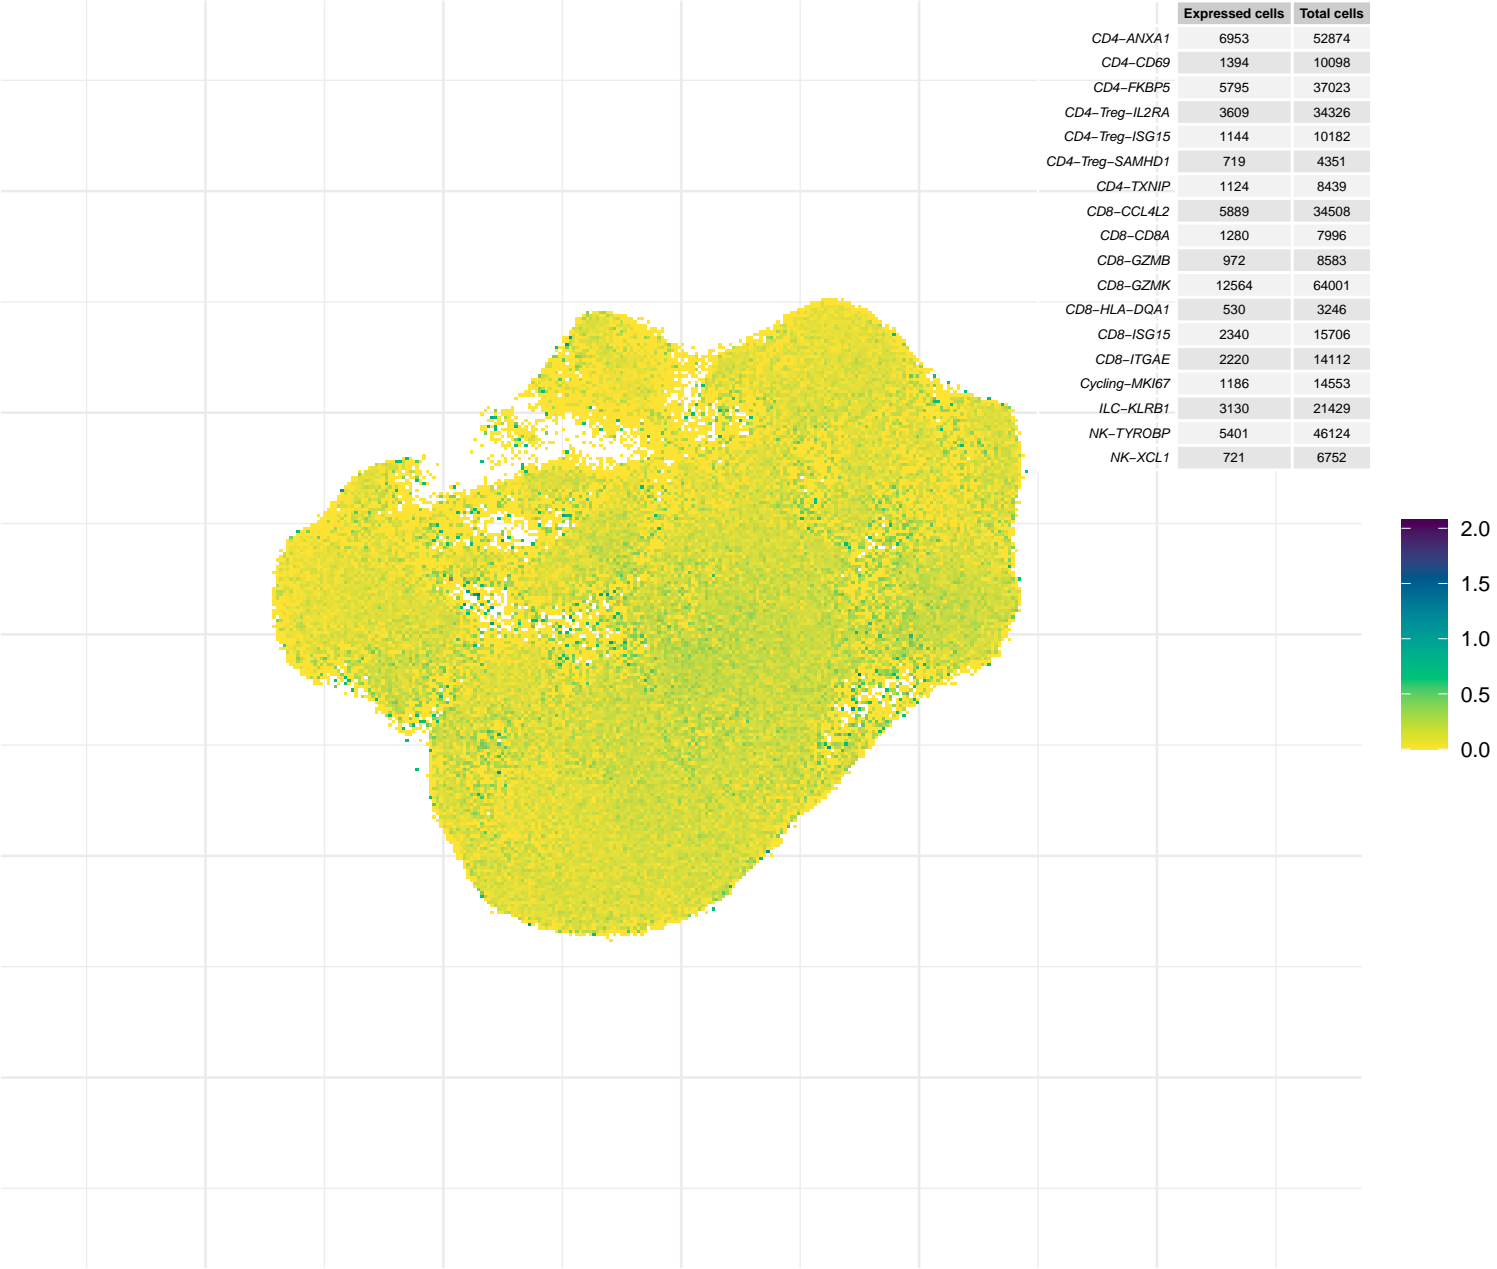 Expressed cells Total cells
CD4−ANXA1 6953 52874
CD4−CD69 1394 10098
CD4−FKBP5 5795 37023
CD4−Treg−IL2RA 3609 34326
CD4−Treg−ISG15 1144 10182
CD4−Treg−SAMHD1 719 4351
CD4−TXNIP 1124 8439
CD8−CCL4L2 5889 34508
CD8−CD8A 1280 7996
CD8−GZMB 972 8583
CD8−GZMK 12564 64001
CD8−HLA−DQA1 530 3246
CD8−ISG15 2340 15706
CD8−ITGAE 2220 14112
Cycling−MKI67 1186 14553
ILC−KLRB1 3130 21429
NK−TYROBP 5401 46124
NK−XCL1 721 6752
2.0
1.5
1.0
0.5
0.0